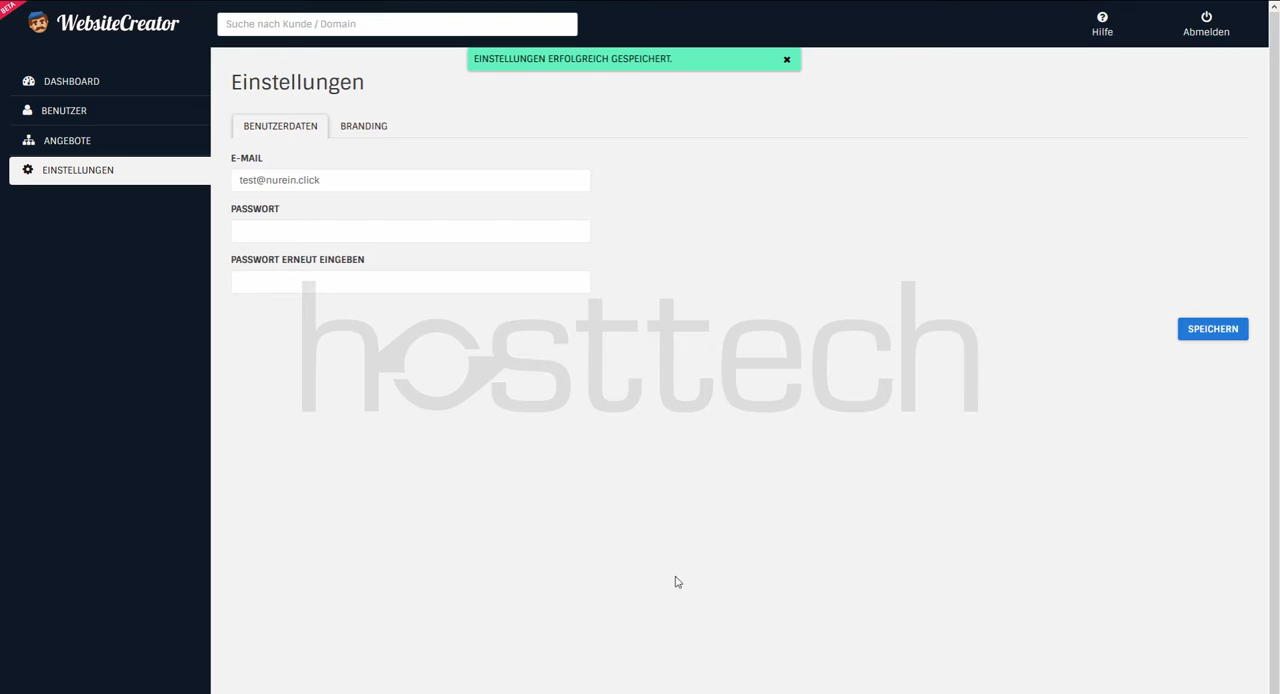 BETA
WebsiteCreator
Suche nach Kunde / Domain
Hilfe
Abmelden
EINSTELLUNGEN ERFOLGREICH GESPEICHERT.
DASHBOARD
BENUTZER
ANGEBOTE
EINSTELLUNGEN
Einstellungen
BENUTZERDATEN BRANDING
E-MAIL
test@nurein.click
PASSWORT
PASSWORT ERNEUT EINGEBEN
SPEICHERN
hosttech